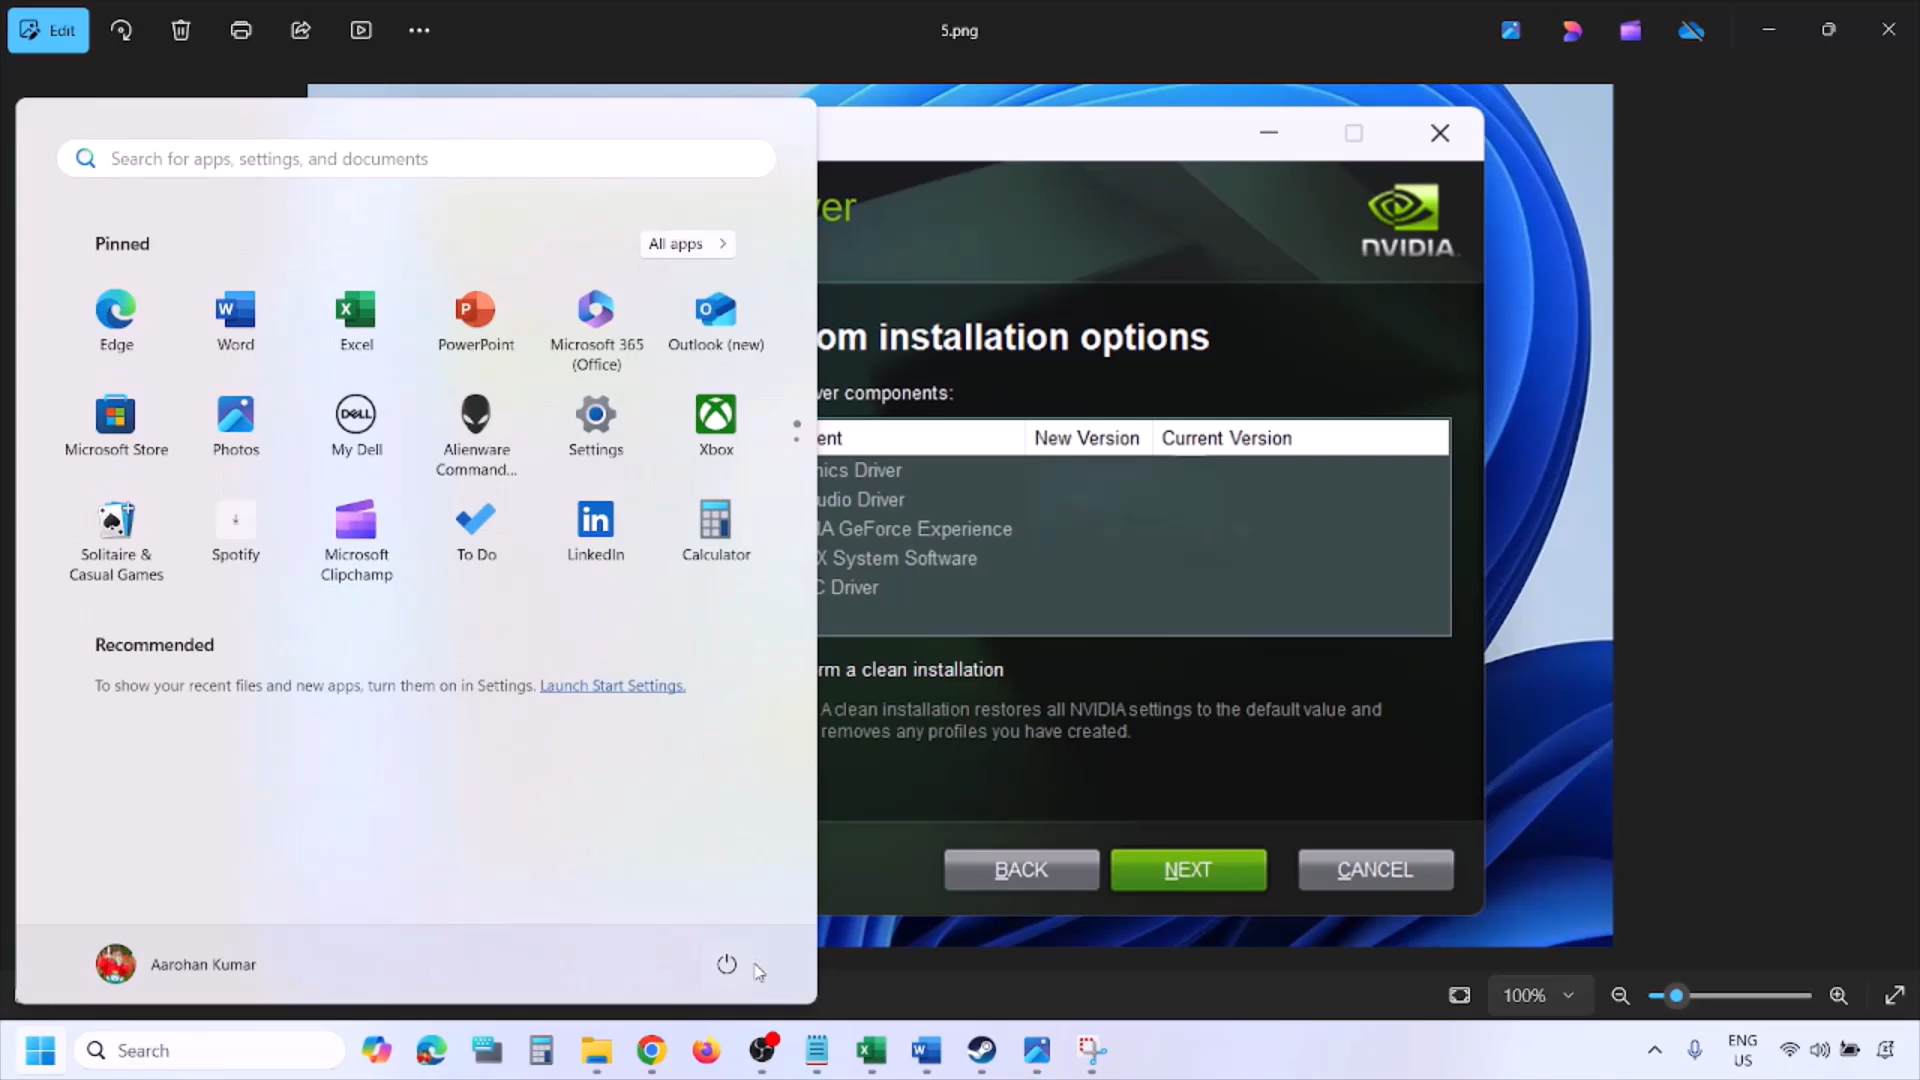 Edit
5.png
Search for apps, settings, and documents
Pinned
All apps
Edge
Word
Excel
PowerPoint
Microsoft 365
(Office)
Outlook (new)
Microsoft Store
Photos
My Dell
Alienware
Command...
Settings
Xbox
Solitaire &
Casual Games
Spotify
Microsoft
Clipchamp
To Do
LinkedIn
Calculator
Recommended
To show your recent files and new apps, turn them on in Settings. Launch Start Settings.
Aarohan Kumar
ver
NVIDIA
om installation options
ver components:
ent
New Version
Current Version
nics Driver
udio Driver
IA GeForce Experience
X System Software
C Driver
rm a clean installation
A clean installation restores all NVIDIA settings to the default value and
removes any profiles you have created.
BACK
NEXT
CANCEL
100%
Search
ENG
US